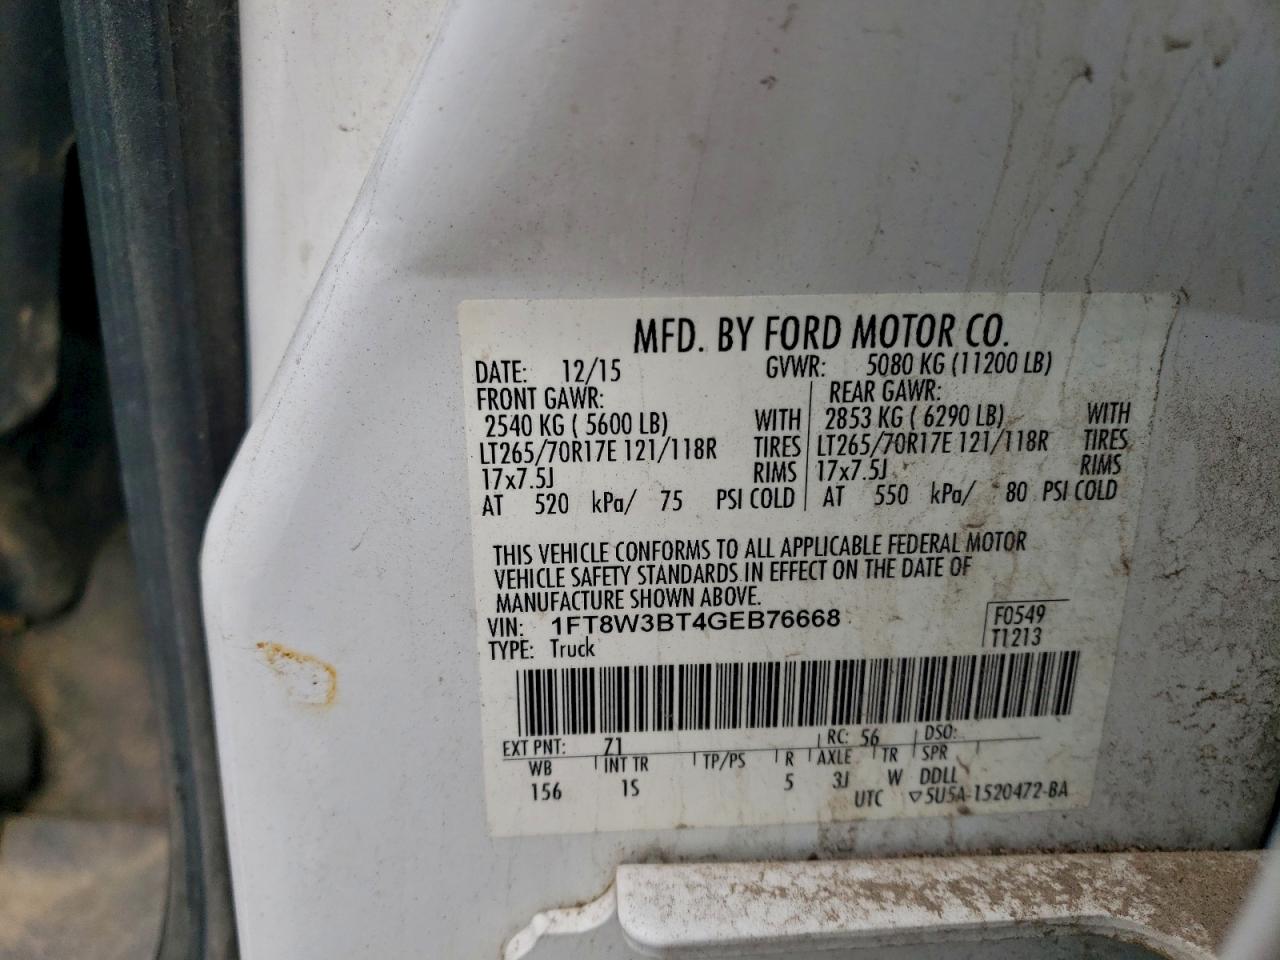 MFD. BY FORD MOTOR CO.
DATE: 12/15 GVWR: 5080 KG (11200 LB)
FRONT GAWR: REAR GAWR:
2540 KG ( 5600 LB) WITH 2853 KG ( 6290 LB) WITH
LT265/70R17E 121/118R TIRES LT265/70R17E 121/118R TIRES
17x7.5J RIMS 17x7.5J RIMS
AT 520 kPa/ 75 PSI COLD AT 550 kPa/ 80 PSI COLD
THIS VEHICLE CONFORMS TO ALL APPLICABLE FEDERAL MOTOR
VEHICLE SAFETY STANDARDS IN EFFECT ON THE DATE OF
MANUFACTURE SHOWN ABOVE.
VIN: 1FT8W3BT4GEB76668 F0549
TYPE: Truck T1213
EXT PNT: Z1 RC: 56 DSO:
WB INT TR TP/PS R AXLE TR SPR
156 1S 5 3J W DDLL
UTC ▽5U5A-1520472-BA